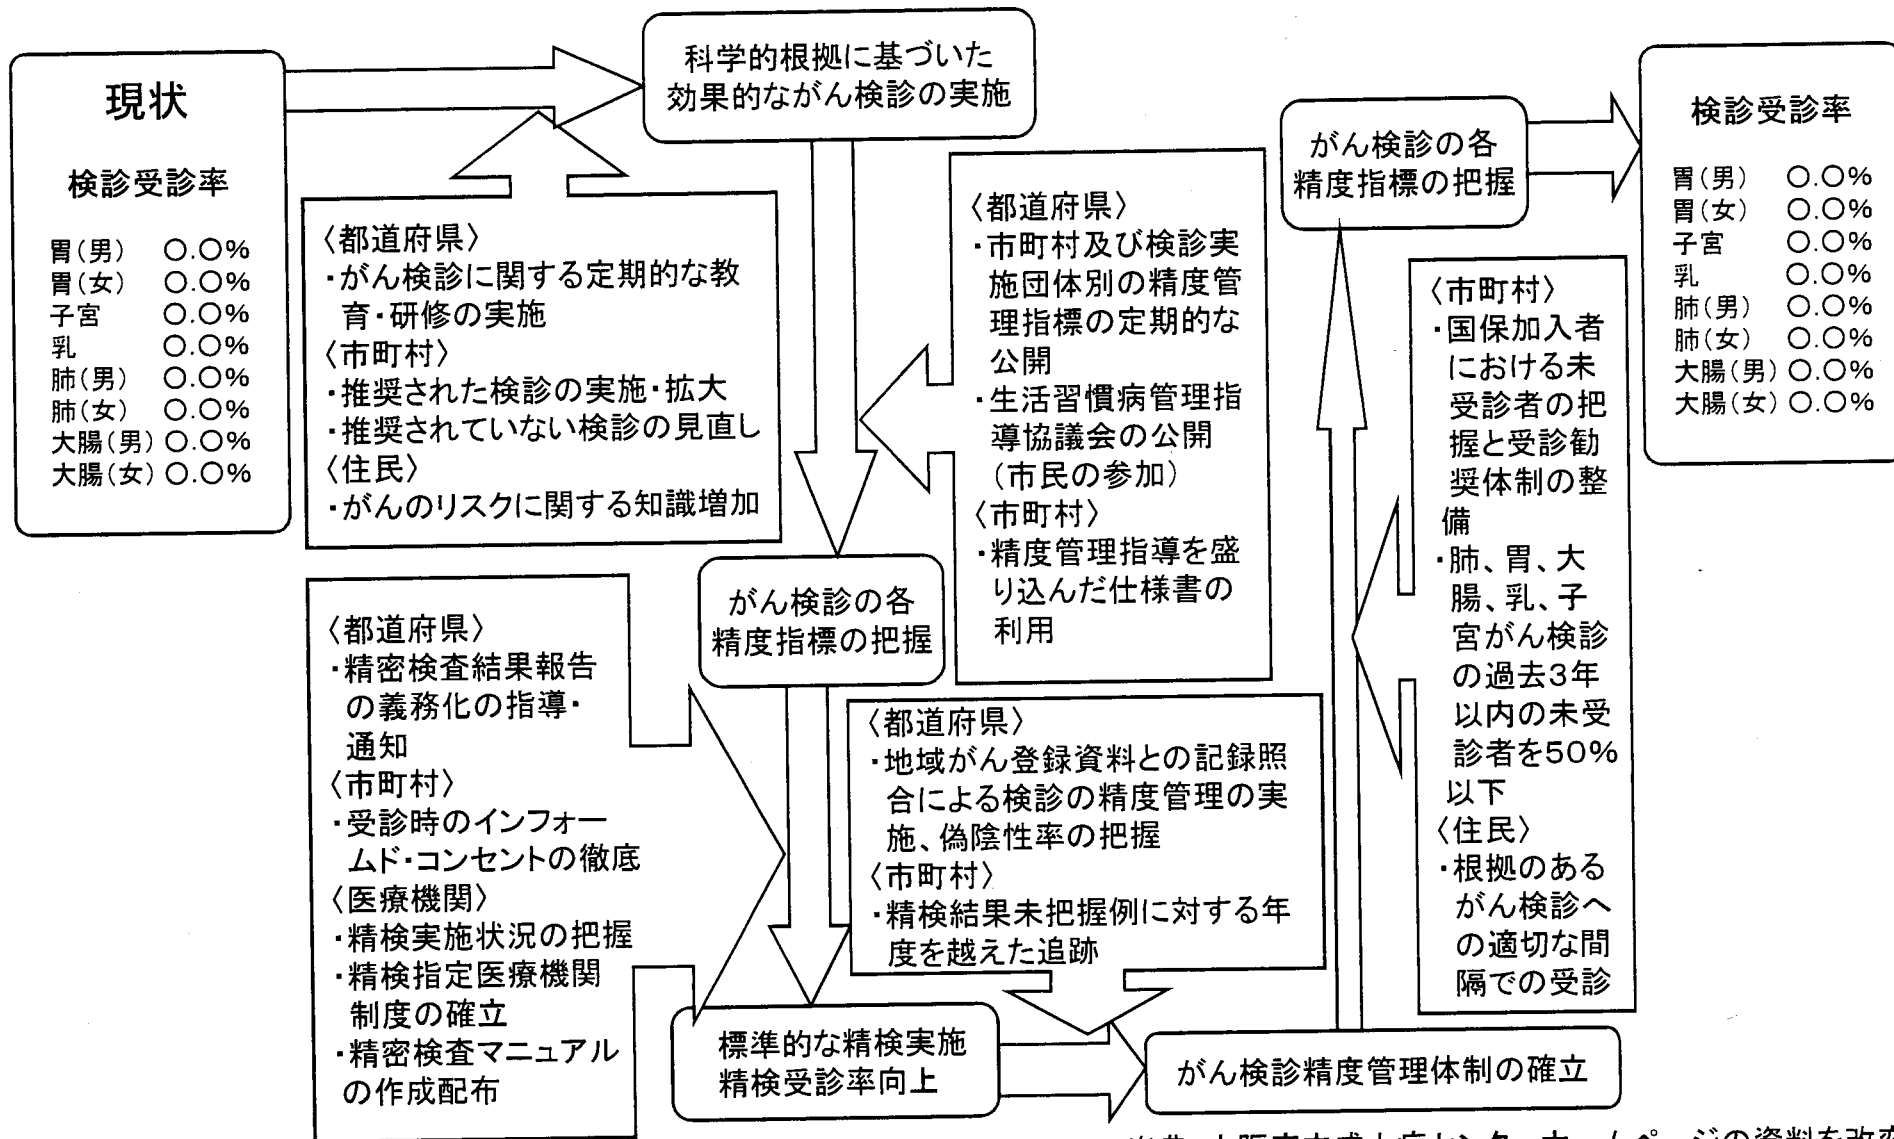 現状
検診受診率
胃(男) 〇.〇%
胃(女) 〇.〇%
子宮 〇.〇%
乳 〇.〇%
肺(男) 〇.〇%
肺(女) 〇.〇%
大腸(男) 〇.〇%
大腸(女) 〇.〇%
科学的根拠に基づいた
効果的ながん検診の実施
〈都道府県〉
・がん検診に関する定期的な教
育・研修の実施
〈市町村〉
・推奨された検診の実施・拡大
・推奨されていない検診の見直し
〈住民〉
・がんのリスクに関する知識増加
〈都道府県〉
・市町村及び検診実
施団体別の精度管
理指標の定期的な
公開
・生活習慣病管理指
導協議会の公開
(市民の参加)
〈市町村〉
・精度管理指導を盛
り込んだ仕様書の
利用
がん検診の各
精度指標の把握
〈都道府県〉
・精密検査結果報告
の義務化の指導・
通知
〈市町村〉
・受診時のインフォー
ムド・コンセントの徹底
〈医療機関〉
・精検実施状況の把握
・精検指定医療機関
制度の確立
・精密検査マニュアル
の作成配布
〈都道府県〉
・地域がん登録資料との記録照
合による検診の精度管理の実
施、偽陰性率の把握
〈市町村〉
・精検結果未把握例に対する年
度を越えた追跡
標準的な精検実施
精検受診率向上
がん検診精度管理体制の確立
〈市町村〉
・国保加入者
における未
受診者の把
握と受診勧
奨体制の整
備
・肺、胃、大
腸、乳、子
宮がん検診
の過去3年
以内の未受
診者を50%
以下
〈住民〉
・根拠のある
がん検診へ
の適切な間
隔での受診
がん検診の各
精度指標の把握
検診受診率
胃(男) 〇.〇%
胃(女) 〇.〇%
子宮 〇.〇%
乳 〇.〇%
肺(男) 〇.〇%
肺(女) 〇.〇%
大腸(男) 〇.〇%
大腸(女) 〇.〇%